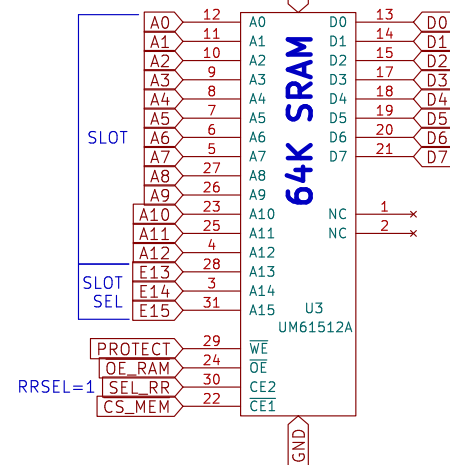 A0 12 A0 D0 13 D0
A1 11 A1 D1 14 D1
A2 10 A2 D2 15 D2
A3 9 A3 D3 17 D3
A4 8 A4 D4 18 D4
A5 7 A5 D5 19 D5
A6 6 A6 D6 20 D6
A7 5 A7 D7 21 D7
A8 27 A8
A9 26 A9
A10 23 A10 NC 1
A11 25 A11 NC 2
A12 4 A12
E13 28 A13
E14 3 A14
E15 31 A15
SLOT
SLOT
SEL
64K SRAM
U3
UM61512A
PROTECT 29 WE
OE_RAM 24 OE
RRSEL=1 SEL_RR 30 CE2
CS_MEM 22 CE1
GND